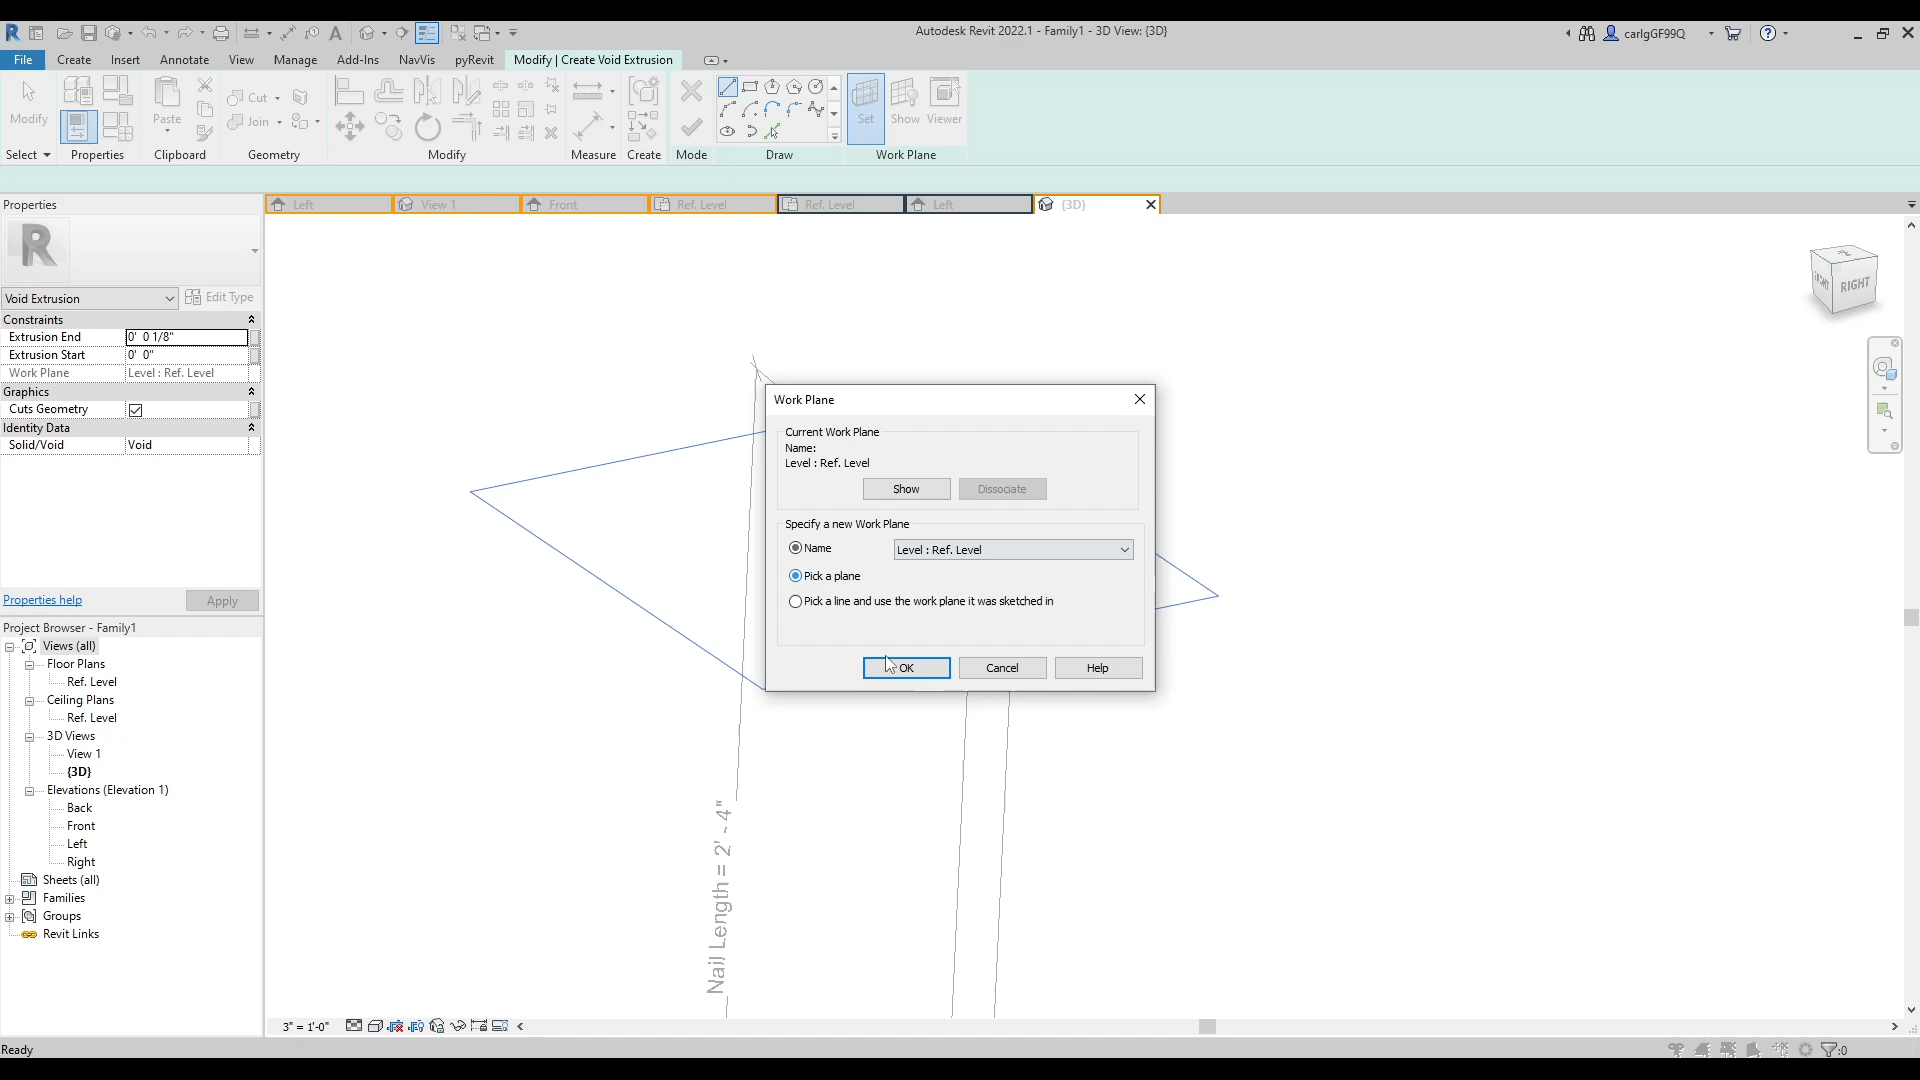 Autodesk Revit 2022.1 - Family1 - 3D View: {3D}
carlgGF99Q
File Create Insert Annotate View Manage Add-Ins NavVis pyRevit Modify | Create Void Extrusion
Modify Paste Cut Join Set Show Viewer
Select Properties Clipboard Geometry Modify Measure Create Mode Draw Work Plane
Properties
Left View 1 Front Ref. Level Ref. Level Left {3D}
Void Extrusion Edit Type
Constraints
Extrusion End 0' 0 1/8"
Extrusion Start 0' 0"
Work Plane Level : Ref. Level
Graphics
Cuts Geometry
Identity Data
Solid/Void Void
Properties help Apply
Project Browser - Family1
Views (all)
Floor Plans
Ref. Level
Ceiling Plans
Ref. Level
3D Views
View 1
{3D}
Elevations (Elevation 1)
Back
Front
Left
Right
Sheets (all)
Families
Groups
Revit Links
FRONT RIGHT
Work Plane
Current Work Plane
Name:
Level : Ref. Level
Show Dissociate
Specify a new Work Plane
Name Level : Ref. Level
Pick a plane
Pick a line and use the work plane it was sketched in
OK Cancel Help
Nail Length = 2' - 4"
3" = 1'-0"
Ready
:0